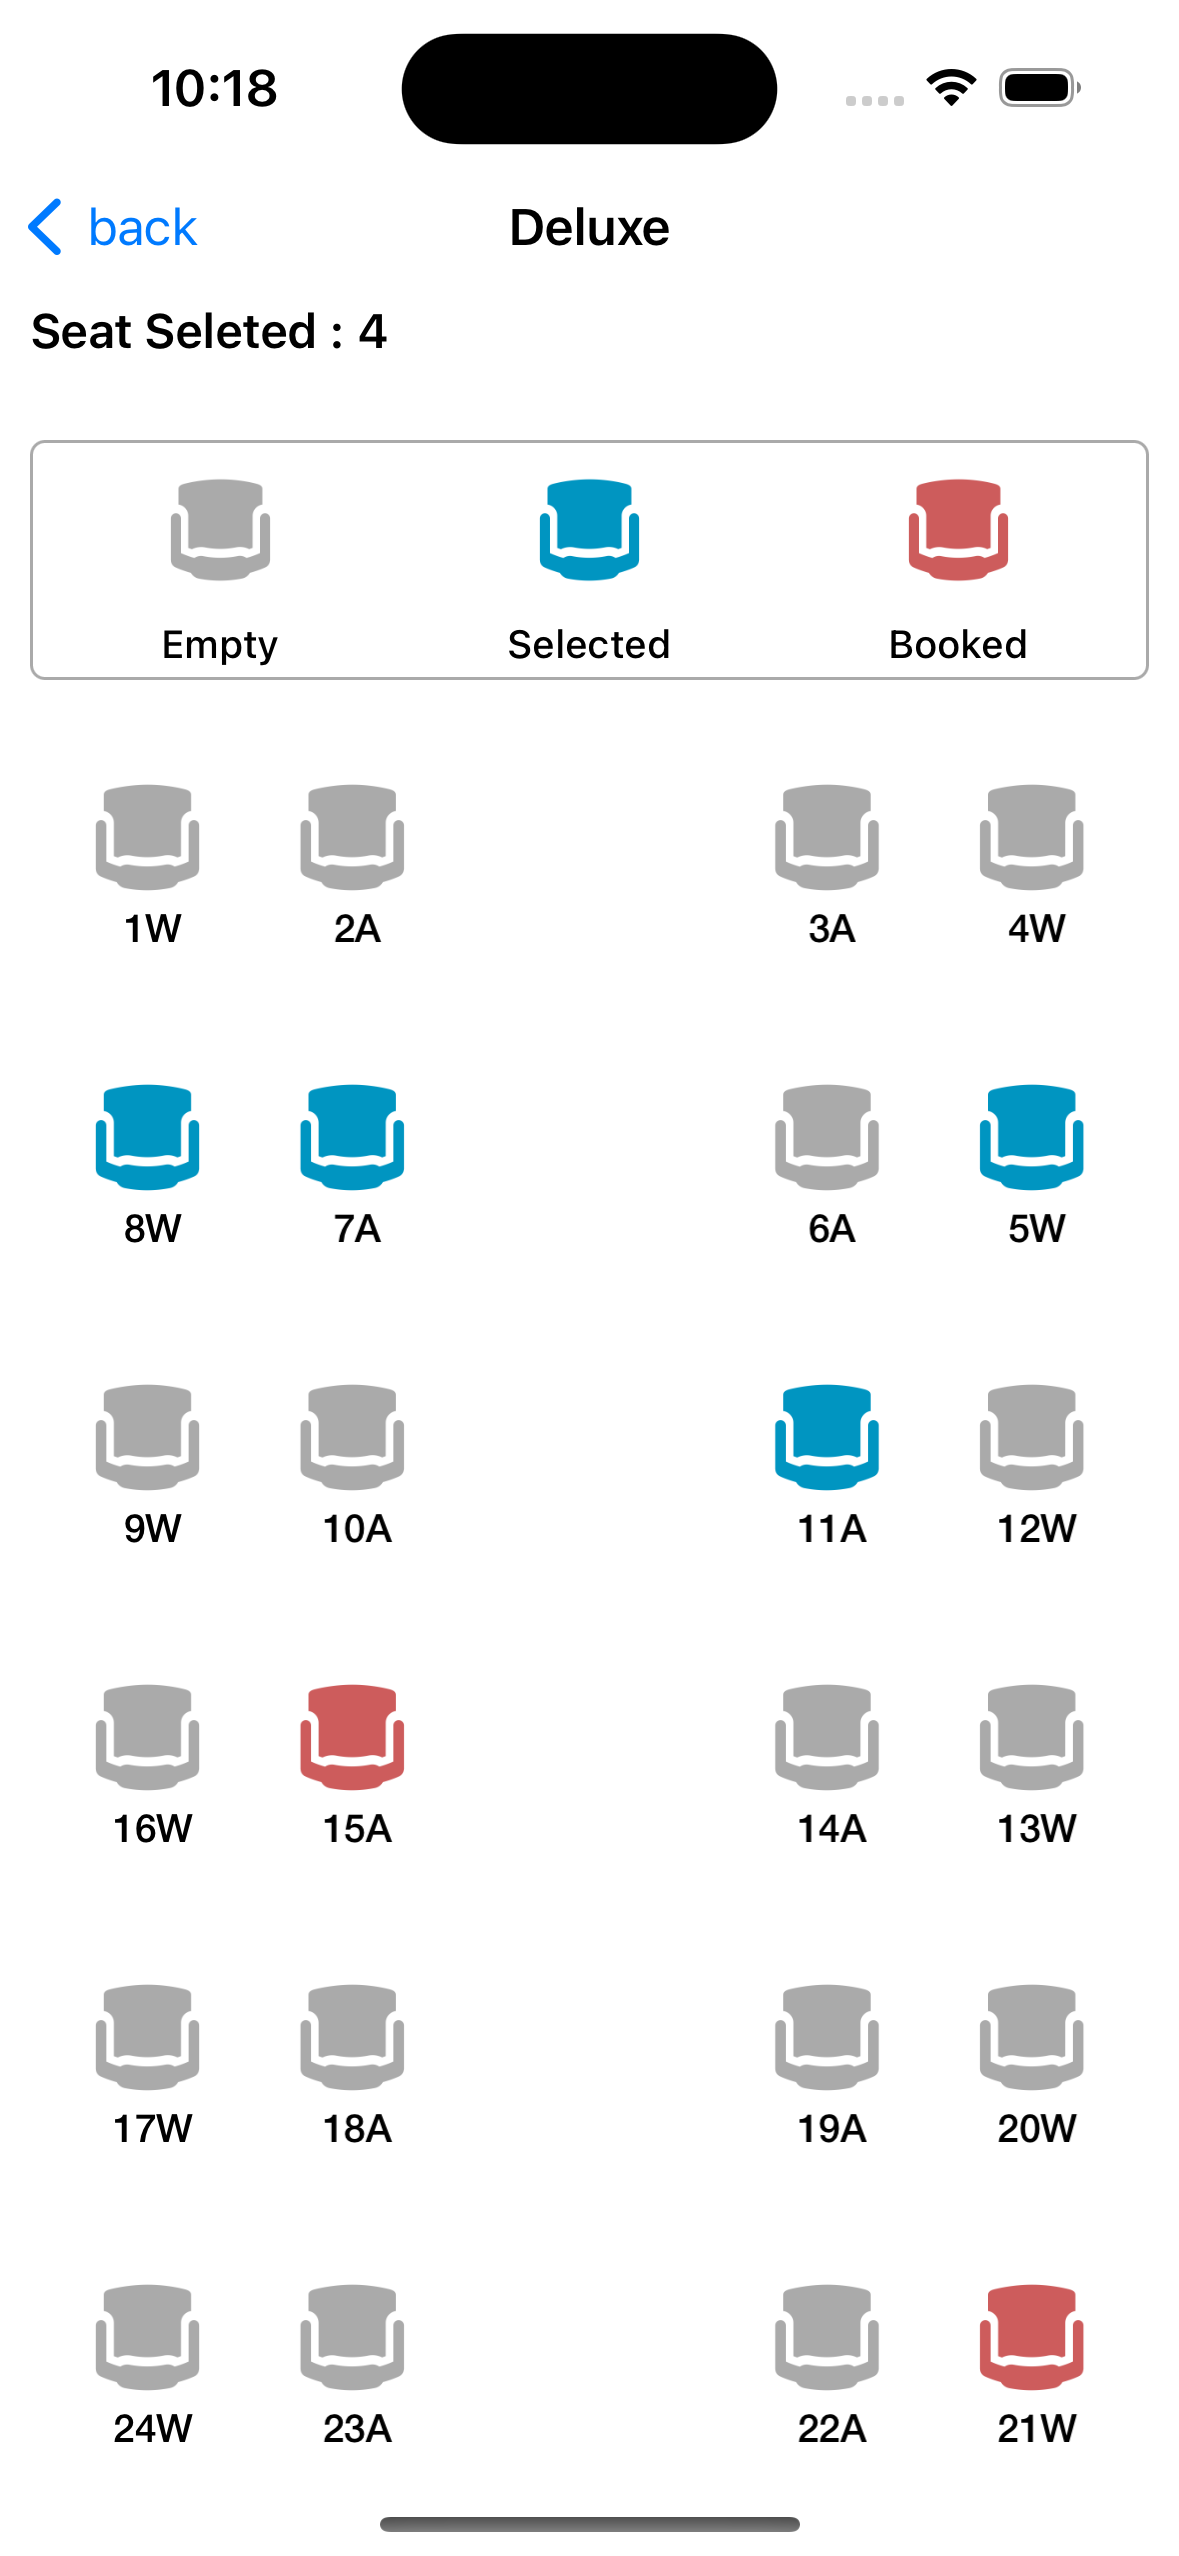 10:18
back
Deluxe
Seat Seleted : 4
Empty Selected Booked
1W 2A 3A 4W
8W 7A 6A 5W
9W 10A 11A 12W
16W 15A 14A 13W
17W 18A 19A 20W
24W 23A 22A 21W